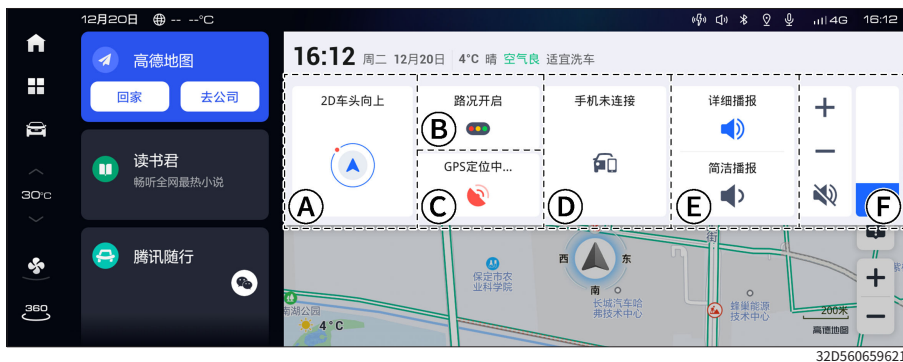 12月20日 -- --°C
4G 16:12
高德地图
回家 去公司
读书君
畅听全网最热小说
腾讯随行
30°C
360
16:12 周二 12月20日 4°C 晴 空气良 适宜洗车
2D车头向上
路况开启
手机未连接
详细播报
+
B
GPS定位中...
简洁播报
−
A
C
D
E
F
街
西 东
南
保定市农
业科学院
长城汽车哈
弗技术中心
蜂巢能源
技术中心
4°C
200米
高德地图
+
−
32D560659621